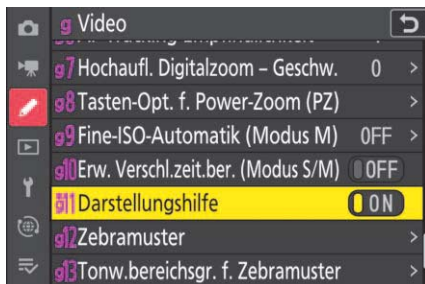 g Video
g7 Hochaufl. Digitalzoom – Geschw. 0 >
g8 Tasten-Opt. f. Power-Zoom (PZ) >
g9 Fine-ISO-Automatik (Modus M) OFF >
g10 Erw. Verschl.zeit.ber. (Modus S/M) OFF
g11 Darstellungshilfe ON
g12 Zebramuster >
g13 Tonw.bereichsgr. f. Zebramuster >